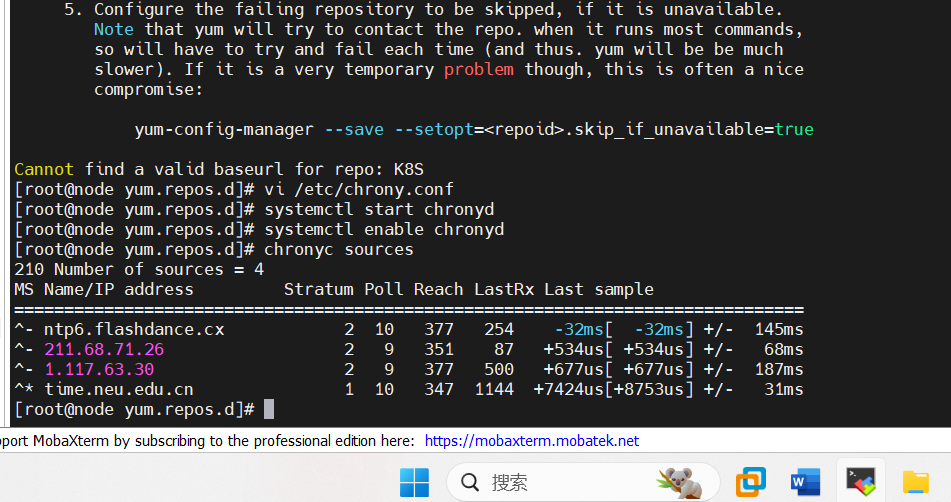 5. Configure the failing repository to be skipped, if it is unavailable.
Note that yum will try to contact the repo. when it runs most commands,
so will have to try and fail each time (and thus. yum will be be much
slower). If it is a very temporary problem though, this is often a nice
compromise:
yum-config-manager --save --setopt=<repoid>.skip_if_unavailable=true
Cannot find a valid baseurl for repo: K8S
[root@node yum.repos.d]# vi /etc/chrony.conf
[root@node yum.repos.d]# systemctl start chronyd
[root@node yum.repos.d]# systemctl enable chronyd
[root@node yum.repos.d]# chronyc sources
210 Number of sources = 4
MS Name/IP address         Stratum Poll Reach LastRx Last sample
===============================================================================
^- ntp6.flashdance.cx            2  10   377   254    -32ms[  -32ms] +/-  145ms
^- 211.68.71.26                  2   9   351    87   +534us[ +534us] +/-   68ms
^- 1.117.63.30                   2   9   377   500   +677us[ +677us] +/-  187ms
^* time.neu.edu.cn               1  10   347  1144  +7424us[+8753us] +/-   31ms
[root@node yum.repos.d]#
port MobaXterm by subscribing to the professional edition here: https://mobaxterm.mobatek.net
搜索